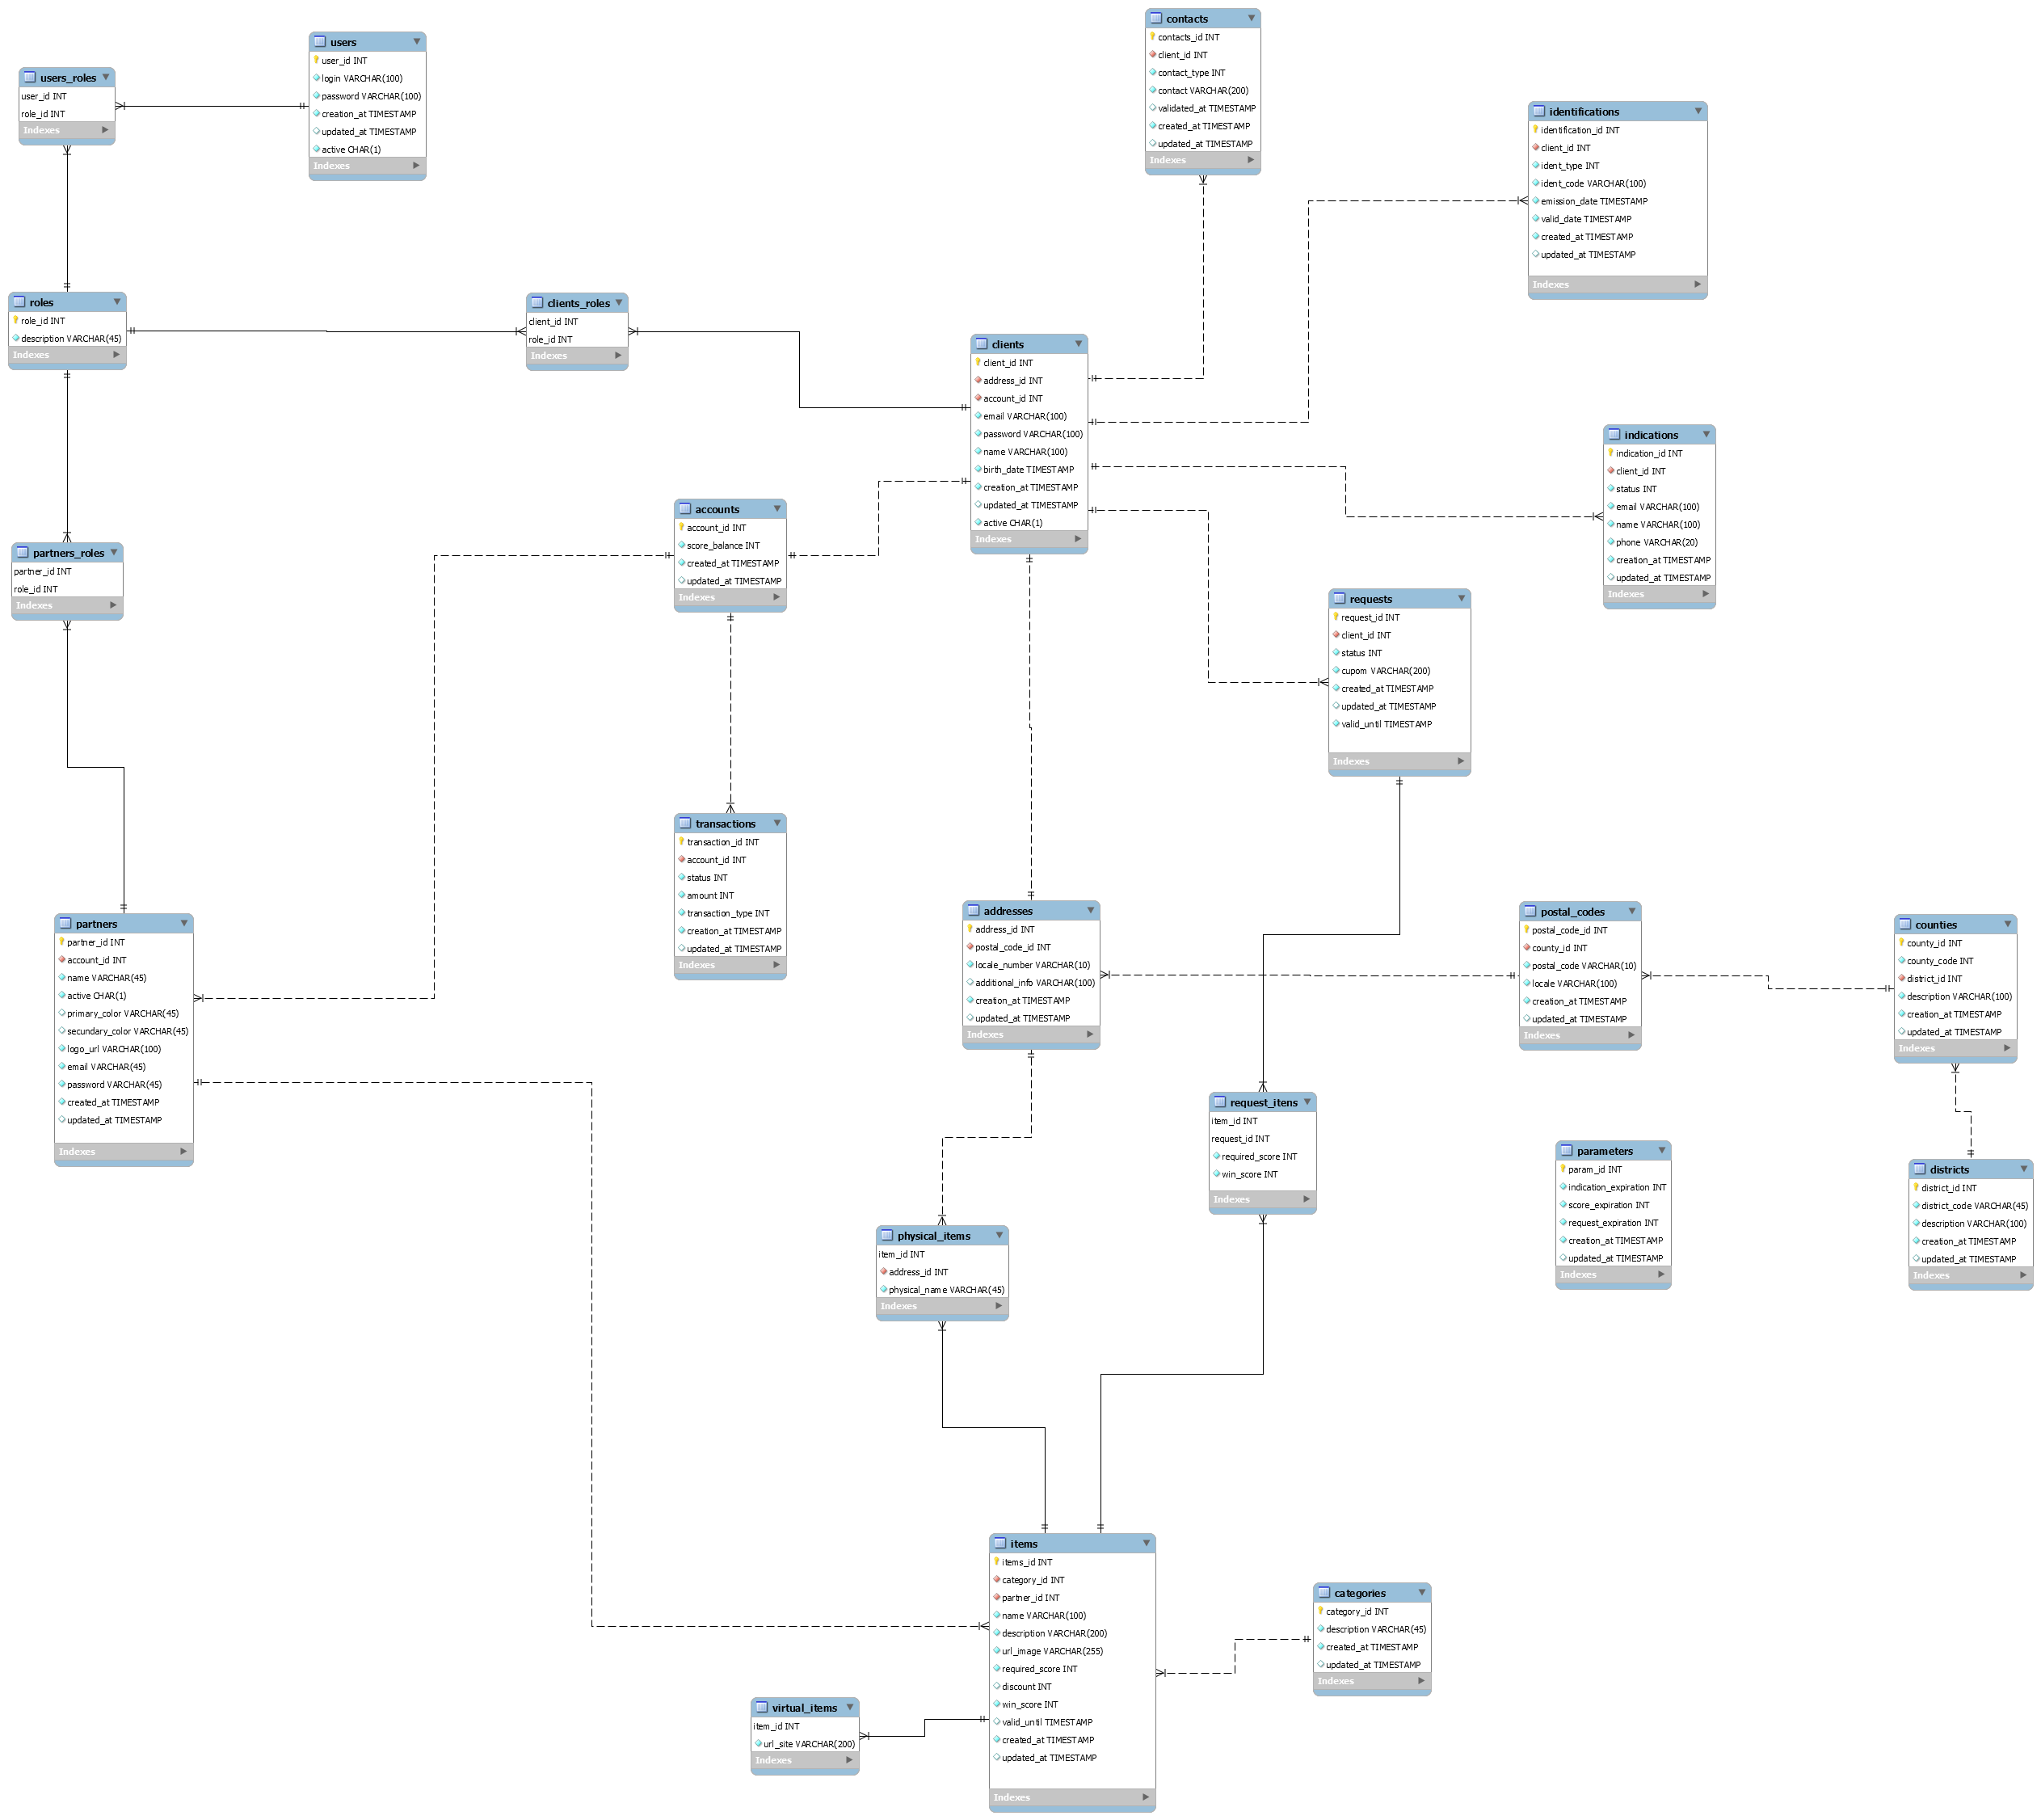 contacts
contacts_id INT
client_id INT
contact_type INT
contact VARCHAR(200)
validated_at TIMESTAMP
created_at TIMESTAMP
updated_at TIMESTAMP
Indexes
users
user_id INT
login VARCHAR(100)
password VARCHAR(100)
creation_at TIMESTAMP
updated_at TIMESTAMP
active CHAR(1)
Indexes
users_roles
user_id INT
role_id INT
Indexes
identifications
identification_id INT
client_id INT
ident_type INT
ident_code VARCHAR(100)
emission_date TIMESTAMP
valid_date TIMESTAMP
created_at TIMESTAMP
updated_at TIMESTAMP
Indexes
roles
role_id INT
description VARCHAR(45)
Indexes
clients_roles
client_id INT
role_id INT
Indexes
clients
client_id INT
address_id INT
account_id INT
email VARCHAR(100)
password VARCHAR(100)
name VARCHAR(100)
birth_date TIMESTAMP
creation_at TIMESTAMP
updated_at TIMESTAMP
active CHAR(1)
Indexes
indications
indication_id INT
client_id INT
status INT
email VARCHAR(100)
name VARCHAR(100)
phone VARCHAR(20)
creation_at TIMESTAMP
updated_at TIMESTAMP
Indexes
accounts
account_id INT
score_balance INT
created_at TIMESTAMP
updated_at TIMESTAMP
Indexes
partners_roles
partner_id INT
role_id INT
Indexes
requests
request_id INT
client_id INT
status INT
cupom VARCHAR(200)
created_at TIMESTAMP
updated_at TIMESTAMP
valid_until TIMESTAMP
Indexes
transactions
transaction_id INT
account_id INT
status INT
amount INT
transaction_type INT
creation_at TIMESTAMP
updated_at TIMESTAMP
Indexes
addresses
address_id INT
postal_code_id INT
locale_number VARCHAR(10)
additional_info VARCHAR(100)
creation_at TIMESTAMP
updated_at TIMESTAMP
Indexes
postal_codes
postal_code_id INT
county_id INT
postal_code VARCHAR(10)
locale VARCHAR(100)
creation_at TIMESTAMP
updated_at TIMESTAMP
Indexes
counties
county_id INT
county_code INT
district_id INT
description VARCHAR(100)
creation_at TIMESTAMP
updated_at TIMESTAMP
Indexes
partners
partner_id INT
account_id INT
name VARCHAR(45)
active CHAR(1)
primary_color VARCHAR(45)
secundary_color VARCHAR(45)
logo_url VARCHAR(100)
email VARCHAR(45)
password VARCHAR(45)
created_at TIMESTAMP
updated_at TIMESTAMP
Indexes
request_itens
item_id INT
request_id INT
required_score INT
win_score INT
Indexes
parameters
param_id INT
indication_expiration INT
score_expiration INT
request_expiration INT
creation_at TIMESTAMP
updated_at TIMESTAMP
Indexes
districts
district_id INT
district_code VARCHAR(45)
description VARCHAR(100)
creation_at TIMESTAMP
updated_at TIMESTAMP
Indexes
physical_items
item_id INT
address_id INT
physical_name VARCHAR(45)
Indexes
items
items_id INT
category_id INT
partner_id INT
name VARCHAR(100)
description VARCHAR(200)
url_image VARCHAR(255)
required_score INT
discount INT
win_score INT
valid_until TIMESTAMP
created_at TIMESTAMP
updated_at TIMESTAMP
Indexes
categories
category_id INT
description VARCHAR(45)
created_at TIMESTAMP
updated_at TIMESTAMP
Indexes
virtual_items
item_id INT
url_site VARCHAR(200)
Indexes